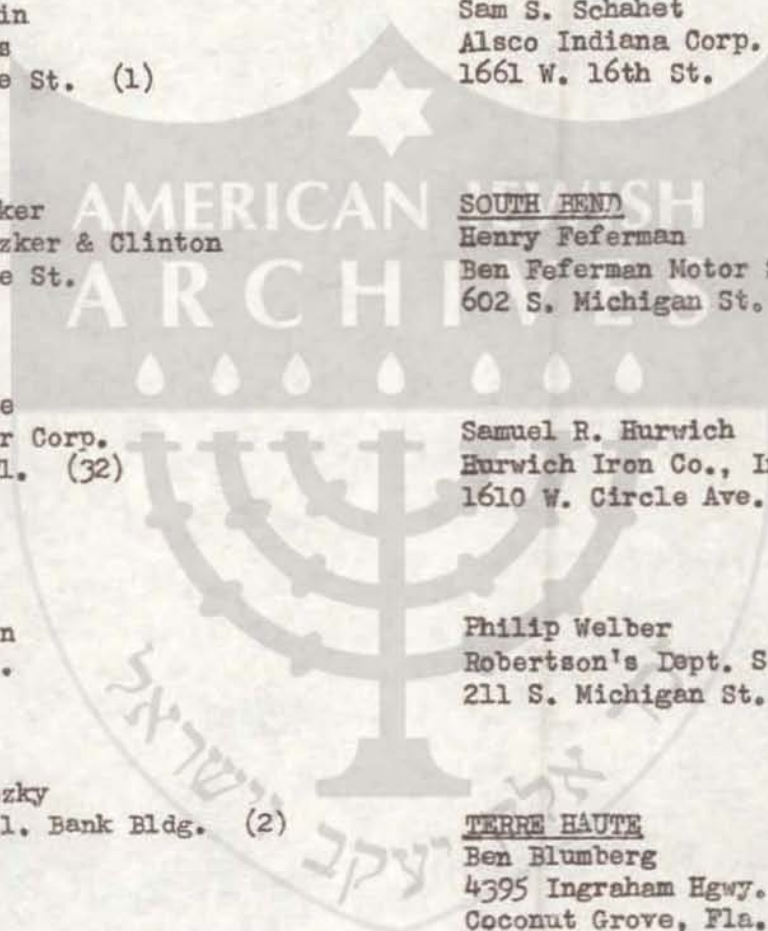 in
s
e St. (1)
ker
zker & Clinton
e St.
e
r Corp.
l. (32)
n
.
zky
l. Bank Bldg. (2)
Sam S. Schahet
Alsco Indiana Corp.
1661 W. 16th St.
SOUTH BEND
Henry Feferman
Ben Feferman Motor
602 S. Michigan St.
Samuel R. Hurwich
Hurwich Iron Co.,
1610 W. Circle Ave.
Philip Welber
Robertson's Dept. S
211 S. Michigan St.
TERRE HAUTE
Ben Blumberg
4395 Ingraham Hgwy.
Coconut Grove, Fla.
AMERICAN JEWISH
ARCHIVES
אלהי יעקב ישראל